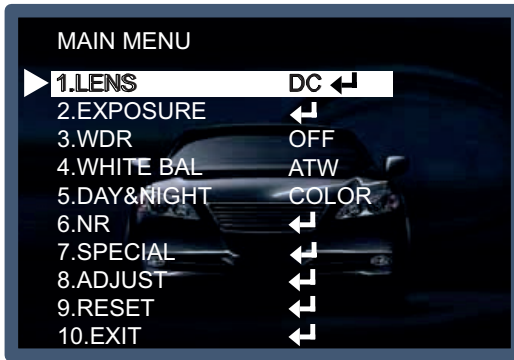 MAIN MENU
1.LENS DC ↲
2.EXPOSURE ↲
3.WDR OFF
4.WHITE BAL ATW
5.DAY&NIGHT COLOR
6.NR ↲
7.SPECIAL ↲
8.ADJUST ↲
9.RESET ↲
10.EXIT ↲